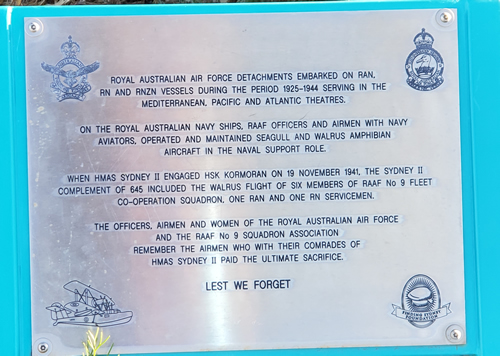 ROYAL AUSTRALIAN AIR FORCE DETACHMENTS EMBARKED ON RAN,
RN AND RNZN VESSELS DURING THE PERIOD 1925-1944 SERVING IN THE
MEDITERRANEAN, PACIFIC AND ATLANTIC THEATRES.
ON THE ROYAL AUSTRALIAN NAVY SHIPS, RAAF OFFICERS AND AIRMEN WITH NAVY
AVIATORS, OPERATED AND MAINTAINED SEAGULL AND WALRUS AMPHIBIAN
AIRCRAFT IN THE NAVAL SUPPORT ROLE.
WHEN HMAS SYDNEY II ENGAGED HSK KORMORAN ON 19 NOVEMBER 1941, THE SYDNEY II
COMPLEMENT OF 645 INCLUDED THE WALRUS FLIGHT OF SIX MEMBERS OF RAAF No 9 FLEET
CO-OPERATION SQUADRON, ONE RAN AND ONE RN SERVICEMEN.
THE OFFICERS, AIRMEN AND WOMEN OF THE ROYAL AUSTRALIAN AIR FORCE
AND THE RAAF No 9 SQUADRON ASSOCIATION
REMEMBER THE AIRMEN WHO WITH THEIR COMRADES OF
HMAS SYDNEY II PAID THE ULTIMATE SACRIFICE.
LEST WE FORGET
FINDING SYDNEY
FOUNDATION